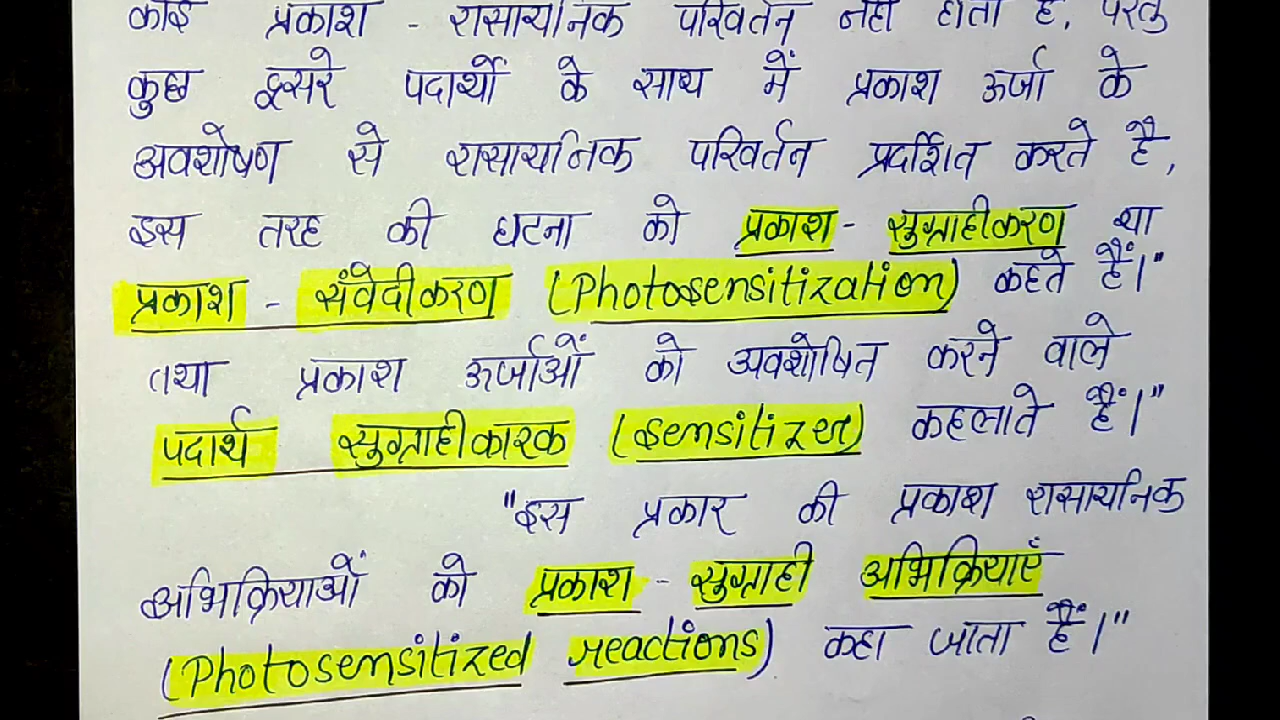 कोई प्रकाश - रासायनिक परिवर्तन नहीं होता है, परंतु
कुछ दूसरे पदार्थों के साथ में प्रकाश ऊर्जा के
अवशोषण से रासायनिक परिवर्तन प्रदर्शित करते है,
इस तरह की घटना को प्रकाश - सुग्राहीकरण या
प्रकाश - संवेदीकरण (Photosensitization) कहते हैं।"
तथा प्रकाश ऊर्जाओं को अवशोषित करने वाले
पदार्थ सुग्राहीकारक (Sensitizer) कहलाते हैं।"
"इस प्रकार की प्रकाश रासायनिक
अभिक्रियाओं को प्रकाश - सुग्राही अभिक्रियाएँ
(Photosensitized reactions) कहा जाता हैं।"